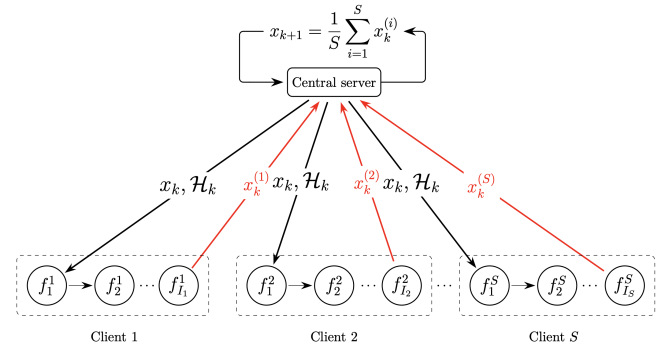 x_{k+1} = \frac{1}{S} \sum_{i=1}^{S} x_k^{(i)}
Central server
x_k, \mathcal{H}_k x_k^{(1)} x_k, \mathcal{H}_k x_k^{(2)} x_k, \mathcal{H}_k x_k^{(S)}
f_1^1 f_2^1 ··· f_{I_1}^1 f_1^2 f_2^2 ··· f_{I_2}^2 ··· f_1^S f_2^S ··· f_{I_S}^S
Client 1 Client 2 Client S